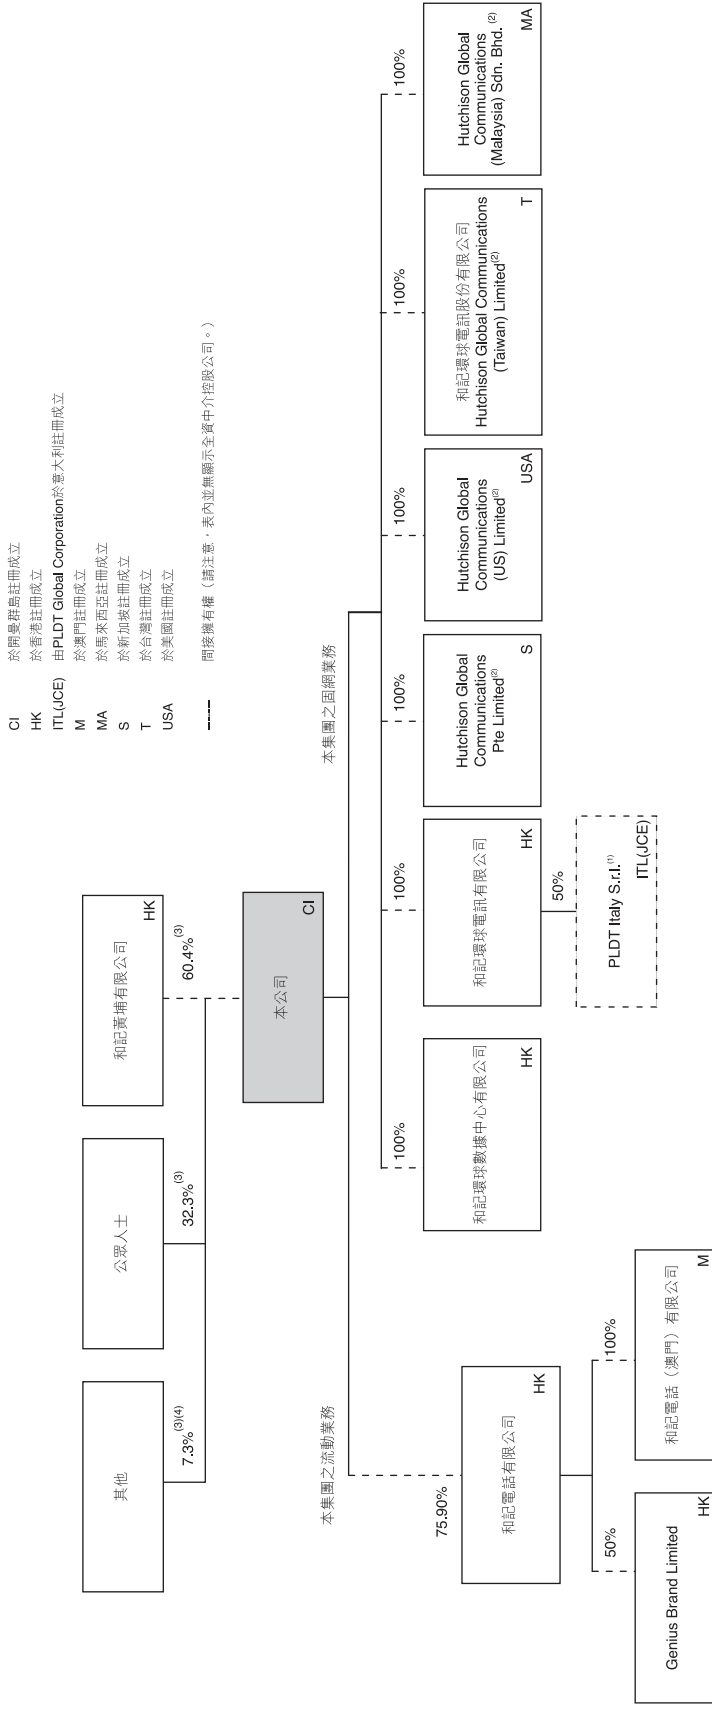 CI 於開曼群島註冊成立
HK 於香港註冊成立
ITL(JCE) 由PLDT Global Corporation於意大利註冊成立
M 於澳門註冊成立
MA 於馬來西亞註冊成立
S 於新加坡註冊成立
T 於台灣註冊成立
USA 於美國註冊成立
---- 間接擁有權（請注意，表內並無顯示全資中介控股公司。）
其他
公眾人士
和記黃埔有限公司
HK
7.3%(3)(4)
32.3%(3)
60.4%(3)
本公司
CI
本集團之流動業務
本集團之固網業務
75.90%
和記電話有限公司
HK
50%
100%
Genius Brand Limited
HK
和記電話（澳門）有限公司
M
100%
100%
100%
100%
100%
100%
和記環球數據中心有限公司
HK
和記環球電訊有限公司
HK
Hutchison Global
Communications
Pte Limited(2)
S
Hutchison Global
Communications
(US) Limited(2)
USA
和記環球電訊股份有限公司
Hutchison Global Communications
(Taiwan) Limited(2)
T
Hutchison Global
Communications
(Malaysia) Sdn. Bhd. (2)
MA
50%
PLDT Italy S.r.l.(1)
ITL(JCE)